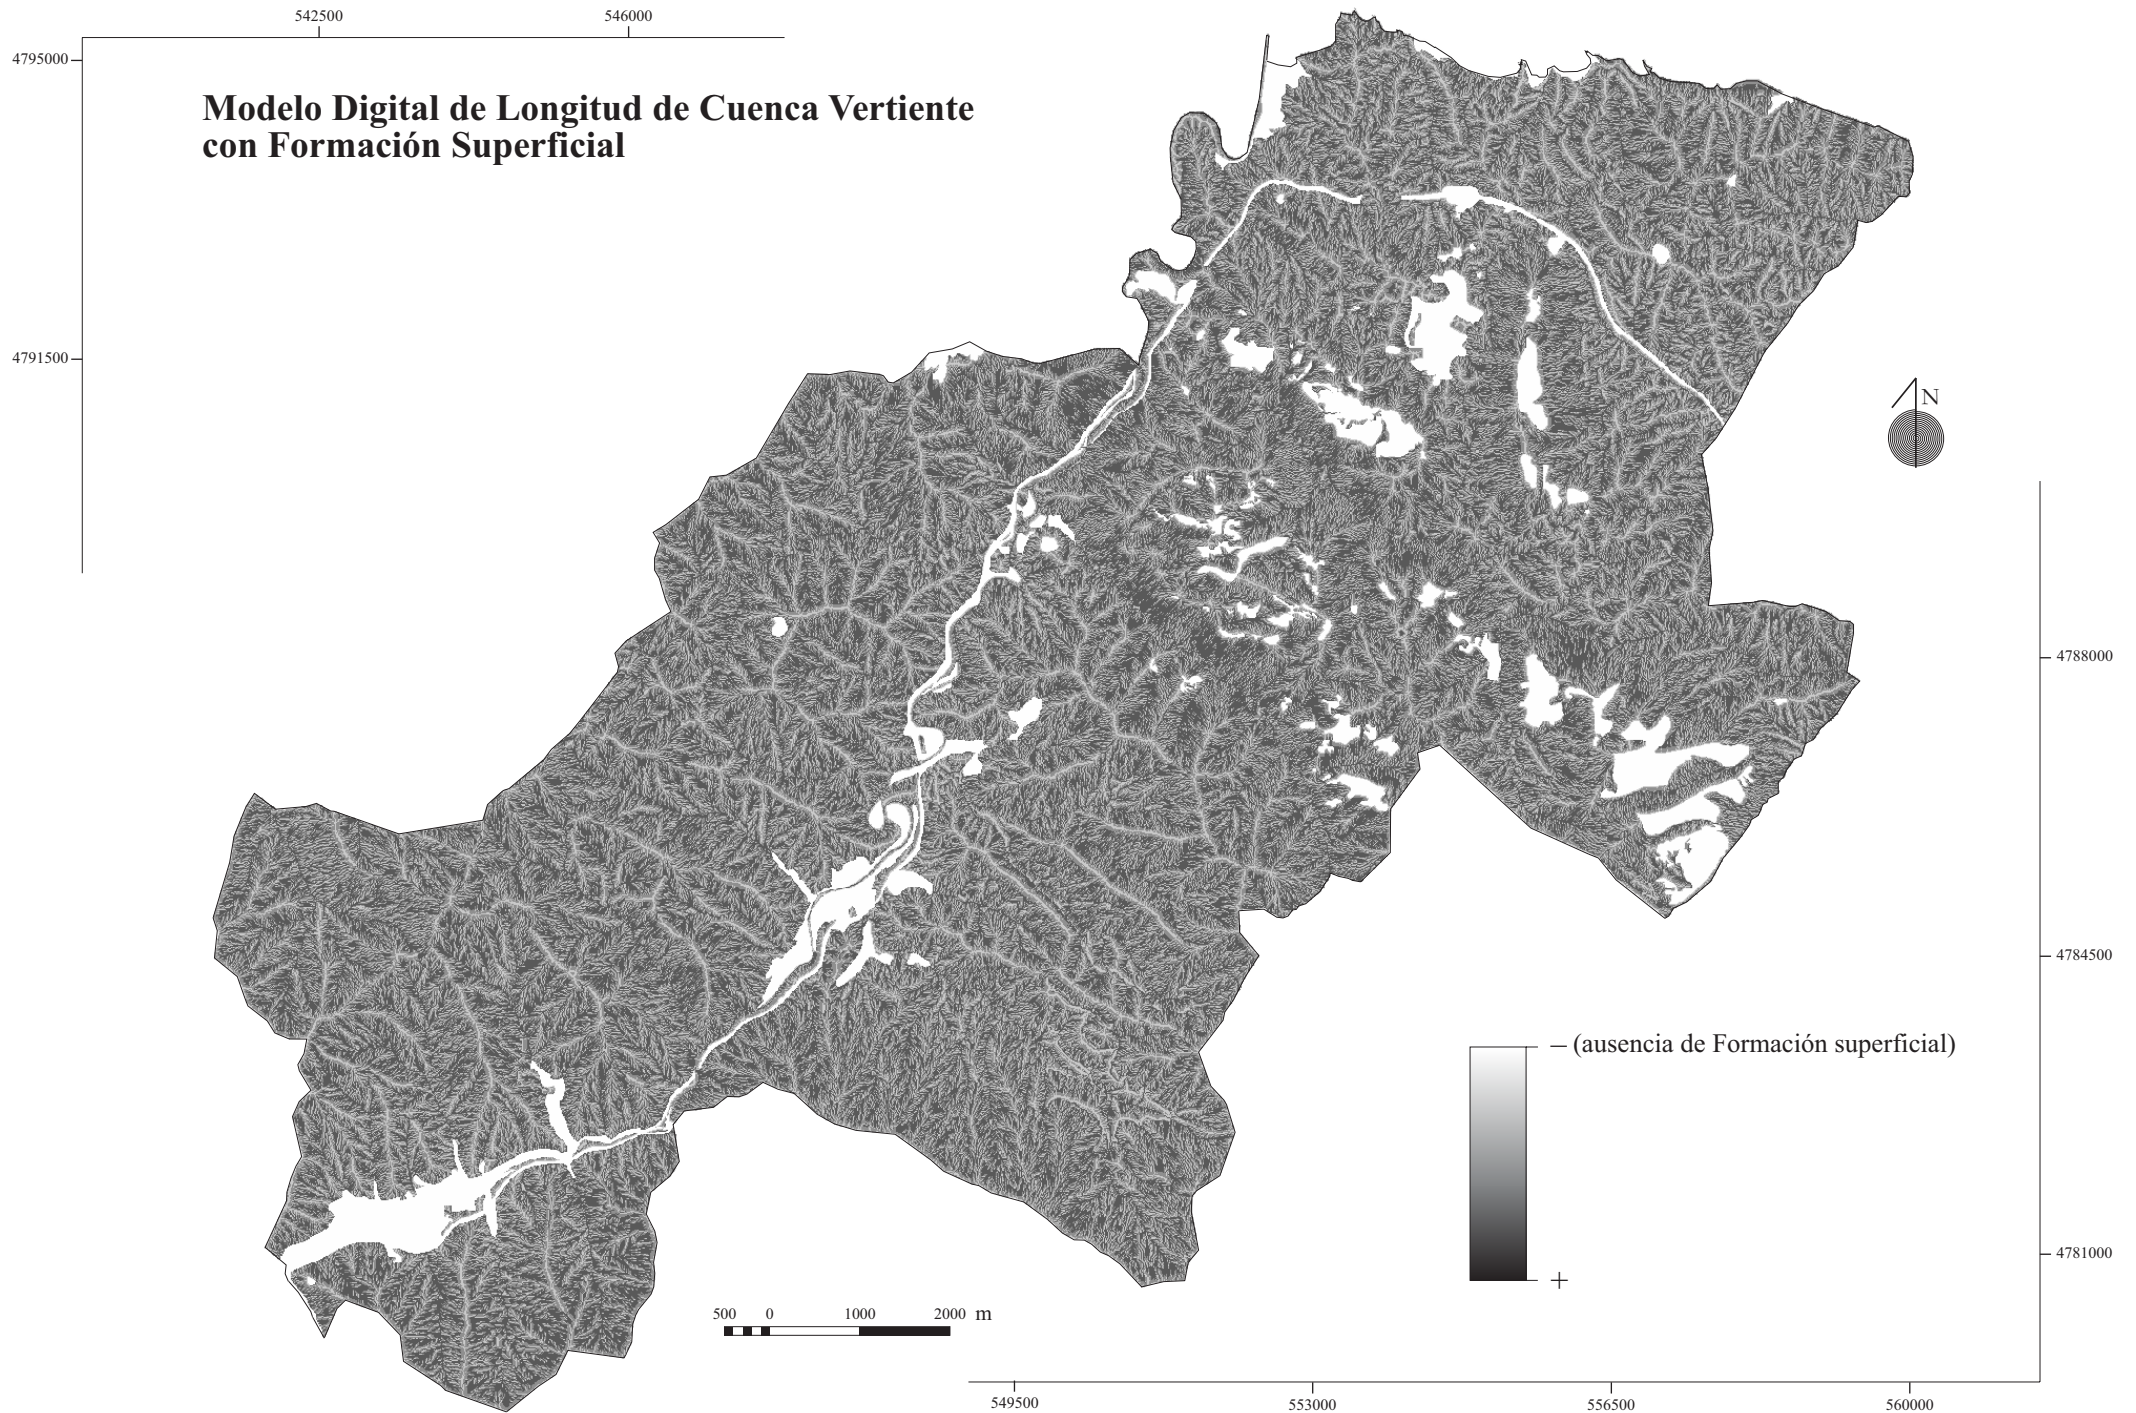 542500 546000
4795000
Modelo Digital de Longitud de Cuenca Vertiente
con Formación Superficial
4791500
N
4788000
4784500
— (ausencia de Formación superficial)
4781000
+
500 0 1000 2000 m
549500 553000 556500 560000